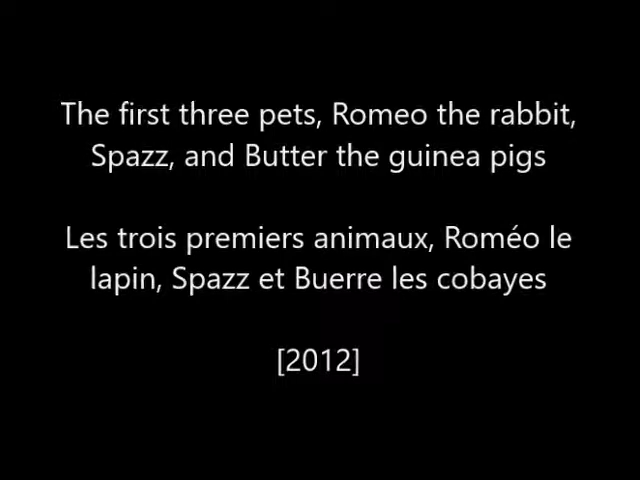 The first three pets, Romeo the rabbit,
Spazz, and Butter the guinea pigs
Les trois premiers animaux, Roméo le
lapin, Spazz et Buerre les cobayes
[2012]